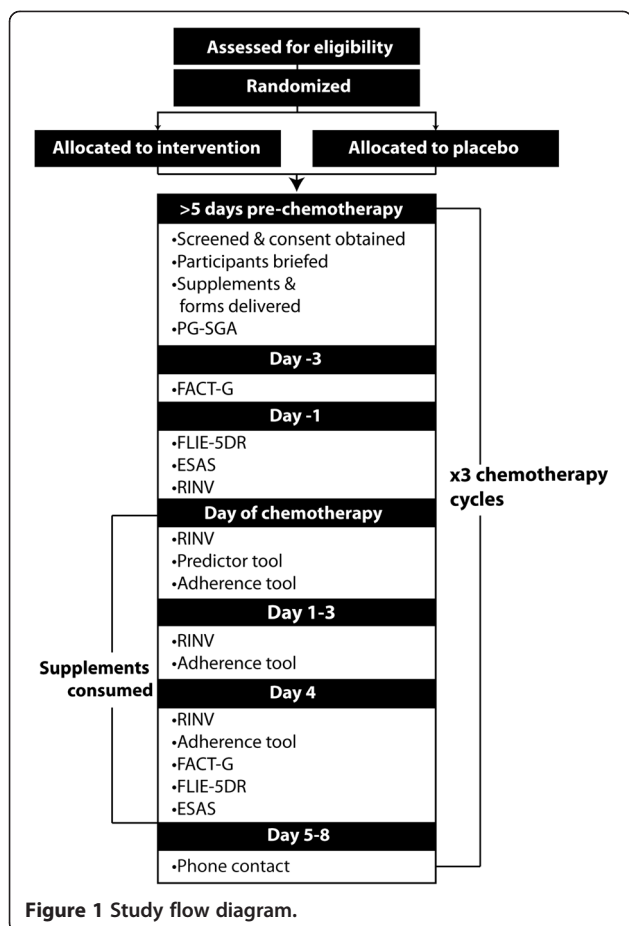 Assessed for eligibility
Randomized
Allocated to intervention
Allocated to placebo
>5 days pre-chemotherapy
•Screened & consent obtained
•Participants briefed
•Supplements &
forms delivered
•PG-SGA
Day -3
•FACT-G
Day -1
•FLIE-5DR
•ESAS
•RINV
x3 chemotherapy
cycles
Day of chemotherapy
•RINV
•Predictor tool
•Adherence tool
Day 1-3
•RINV
•Adherence tool
Supplements
consumed
Day 4
•RINV
•Adherence tool
•FACT-G
•FLIE-5DR
•ESAS
Day 5-8
•Phone contact
Figure 1 Study flow diagram.